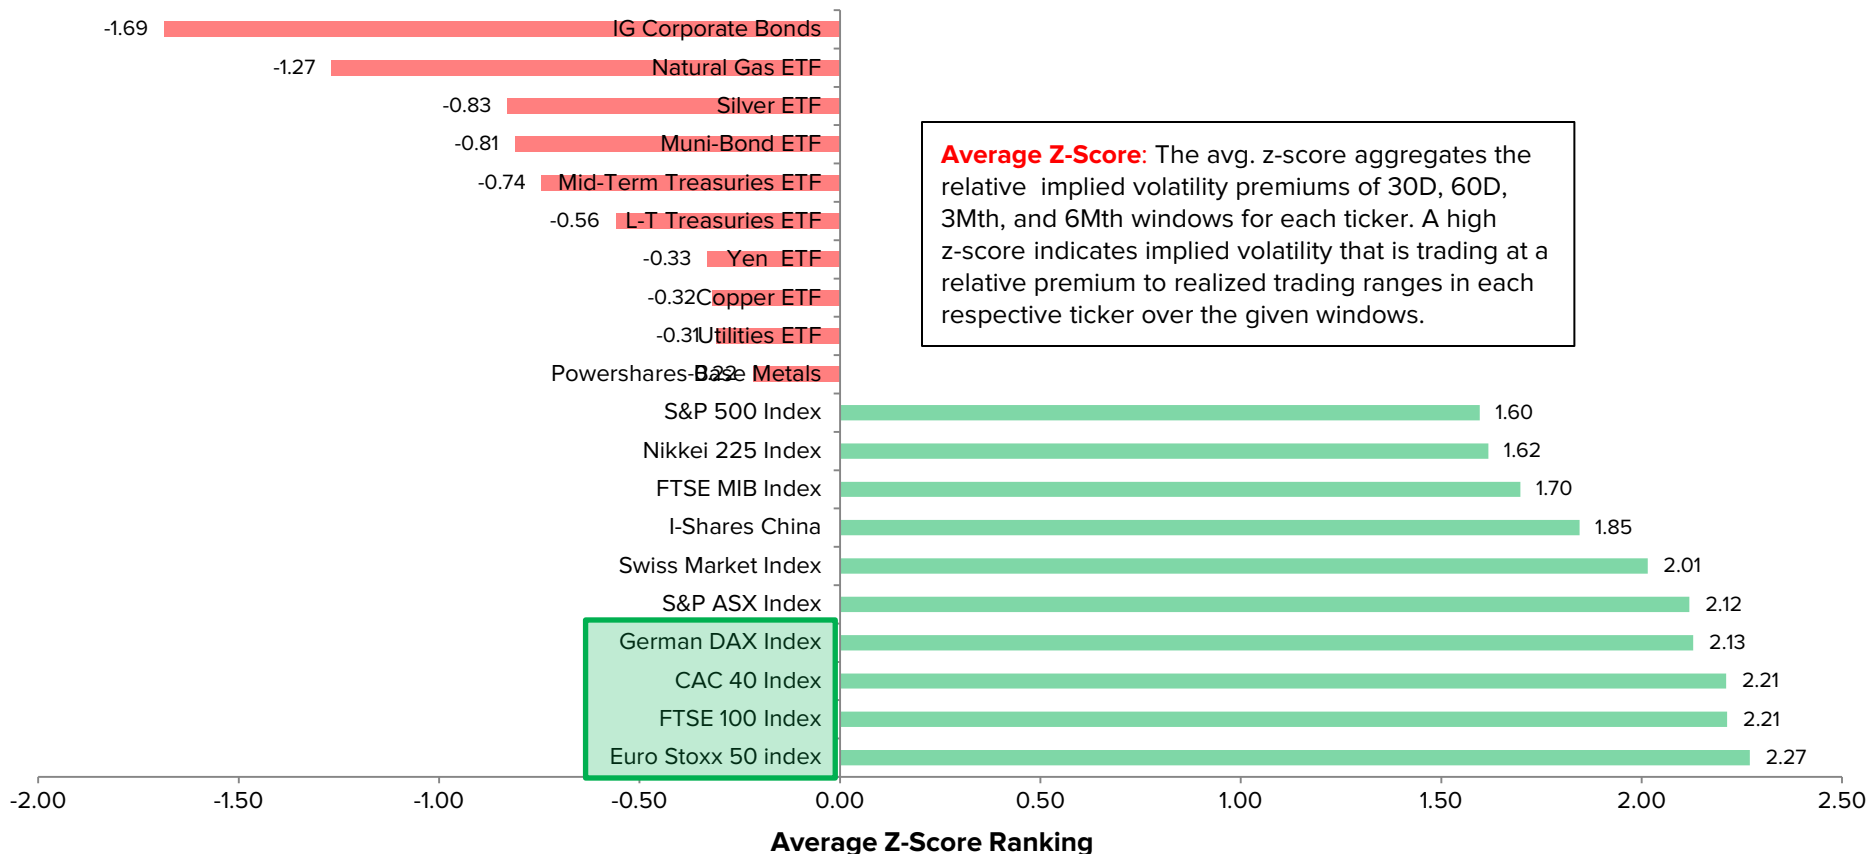 -1.69 IG Corporate Bonds
-1.27 Natural Gas ETF
-0.83 Silver ETF
-0.81 Muni-Bond ETF
-0.74 Mid-Term Treasuries ETF
-0.56 L-T Treasuries ETF
-0.33 Yen ETF
-0.32 Copper ETF
-0.31 Utilities ETF
Powershares Base Metals -0.22
Average Z-Score: The avg. z-score aggregates the
relative implied volatility premiums of 30D, 60D,
3Mth, and 6Mth windows for each ticker. A high
z-score indicates implied volatility that is trading at a
relative premium to realized trading ranges in each
respective ticker over the given windows.
S&P 500 Index 1.60
Nikkei 225 Index 1.62
FTSE MIB Index 1.70
I-Shares China 1.85
Swiss Market Index 2.01
S&P ASX Index 2.12
German DAX Index 2.13
CAC 40 Index 2.21
FTSE 100 Index 2.21
Euro Stoxx 50 index 2.27
-2.00 -1.50 -1.00 -0.50 0.00 0.50 1.00 1.50 2.00 2.50
Average Z-Score Ranking